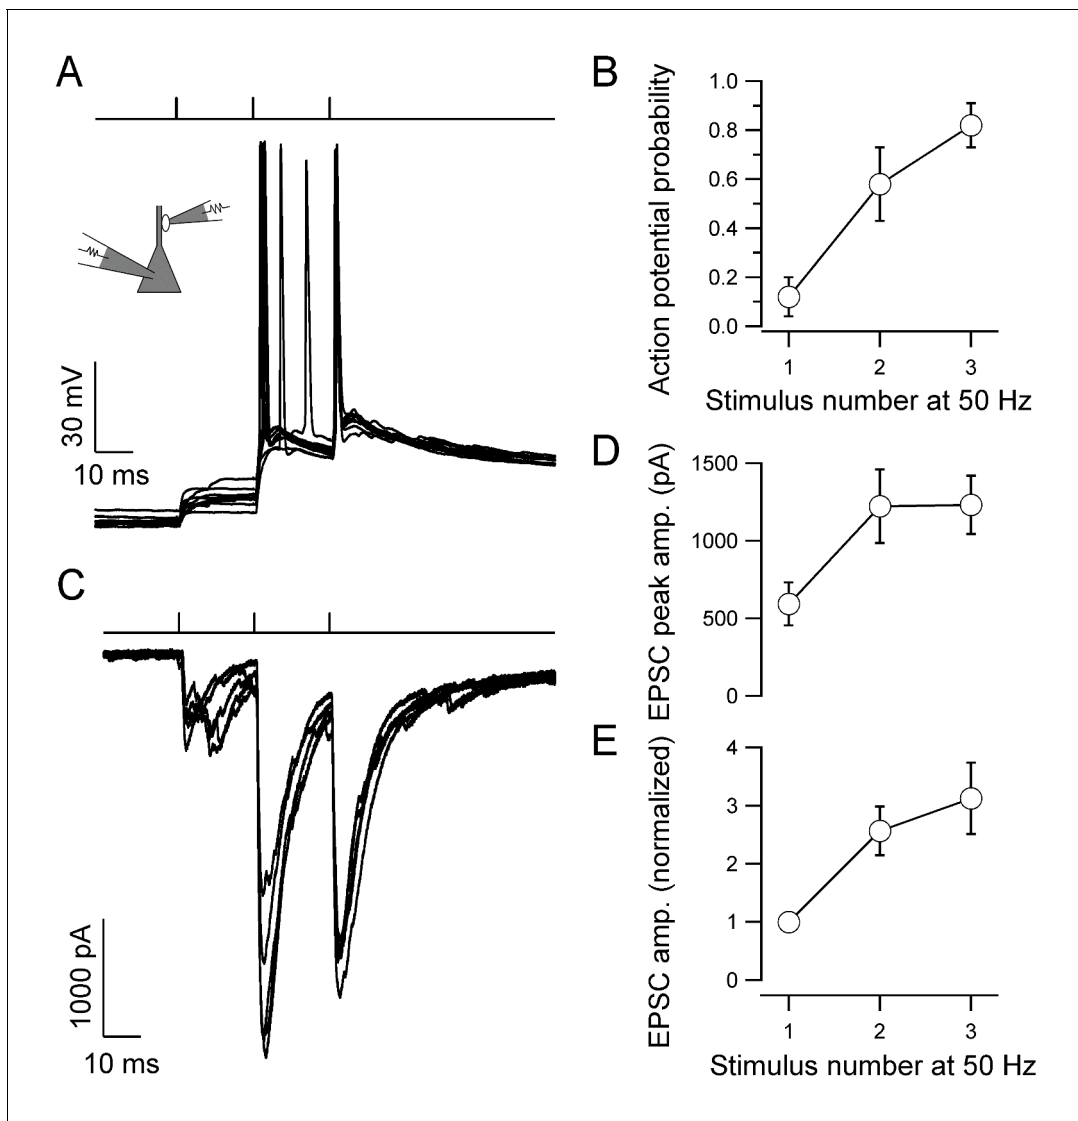 A
30 mV
10 ms
B
Action potential probability
1.0
0.8
0.6
0.4
0.2
0.0
1 2 3
Stimulus number at 50 Hz
C
1000 pA
10 ms
D
EPSC peak amp. (pA)
1500
1000
500
0
E
EPSC amp. (normalized)
4
3
2
1
0
1 2 3
Stimulus number at 50 Hz